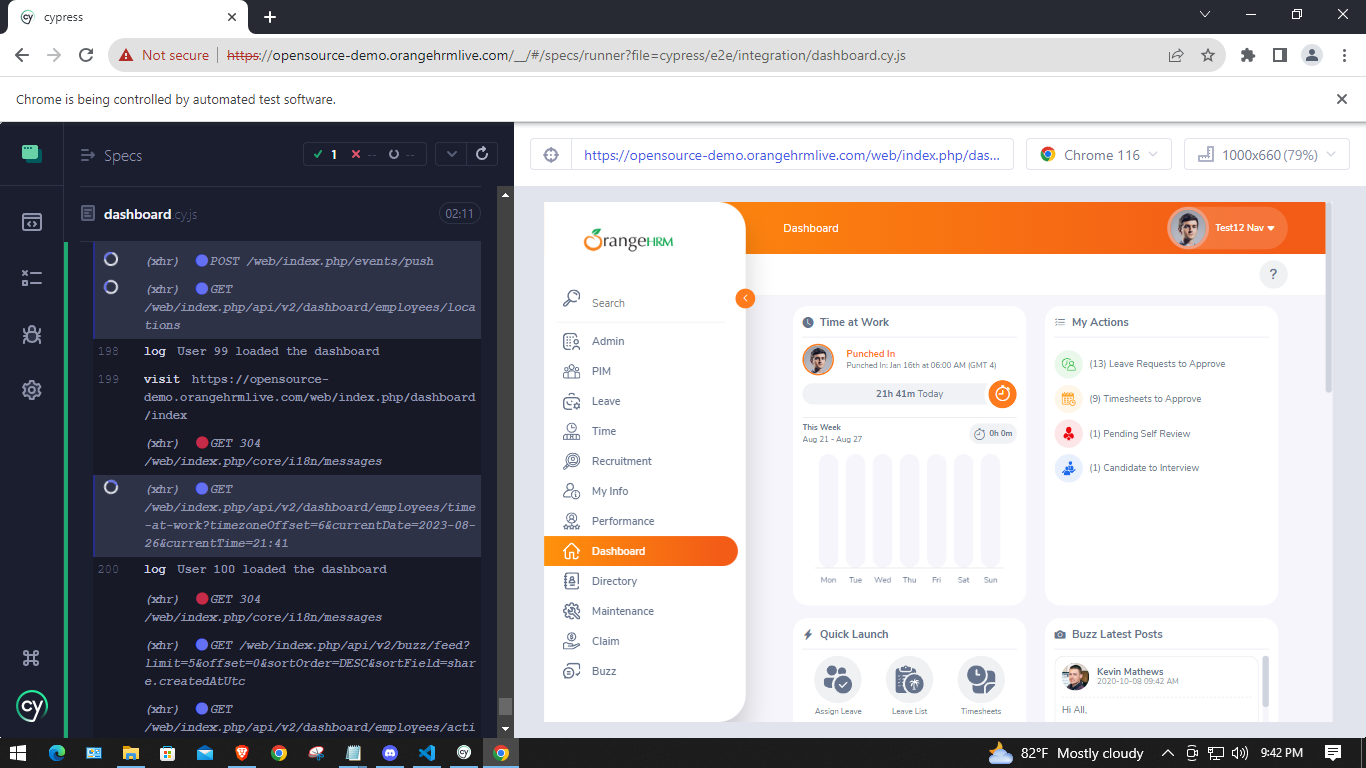 cypress
Not secure https://opensource-demo.orangehrmlive.com/__/#/specs/runner?file=cypress/e2e/integration/dashboard.cy.js
Chrome is being controlled by automated test software.
Specs
1 -- --
dashboard.cy.js 02:11
(xhr) POST /web/index.php/events/push
(xhr) GET
/web/index.php/api/v2/dashboard/employees/loca
tions
198 log User 99 loaded the dashboard
199 visit https://opensource-
demo.orangehrmlive.com/web/index.php/dashboard
/index
(xhr) GET 304
/web/index.php/core/i18n/messages
(xhr) GET
/web/index.php/api/v2/dashboard/employees/time
-at-work?timezoneOffset=6&currentDate=2023-08-
26&currentTime=21:41
200 log User 100 loaded the dashboard
(xhr) GET 304
/web/index.php/core/i18n/messages
(xhr) GET /web/index.php/api/v2/buzz/feed?
limit=5&offset=0&sortOrder=DESC&sortField=shar
e.createdAtUtc
(xhr) GET
/web/index.php/api/v2/dashboard/employees/acti
cy
https://opensource-demo.orangehrmlive.com/web/index.php/das...
Chrome 116
1000x660 (79%)
OrangeHRM
Search
Admin
PIM
Leave
Time
Recruitment
My Info
Performance
Dashboard
Directory
Maintenance
Claim
Buzz
Dashboard
Test12 Nav
?
Time at Work
Punched In
Punched In: Jan 16th at 06:00 AM (GMT 4)
21h 41m Today
This Week
Aug 21 - Aug 27
0h 0m
Mon Tue Wed Thu Fri Sat Sun
My Actions
(13) Leave Requests to Approve
(9) Timesheets to Approve
(1) Pending Self Review
(1) Candidate to Interview
Quick Launch
Assign Leave Leave List Timesheets
Buzz Latest Posts
Kevin Mathews
2020-10-08 09:42 AM
Hi All,
82°F Mostly cloudy
9:42 PM